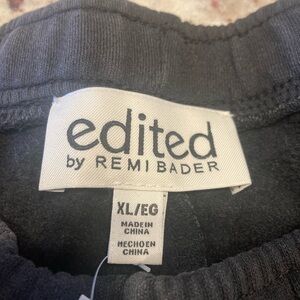 edited
by REMI BADER
XL/EG
MADE IN
CHINA
HECHO EN
CHINA